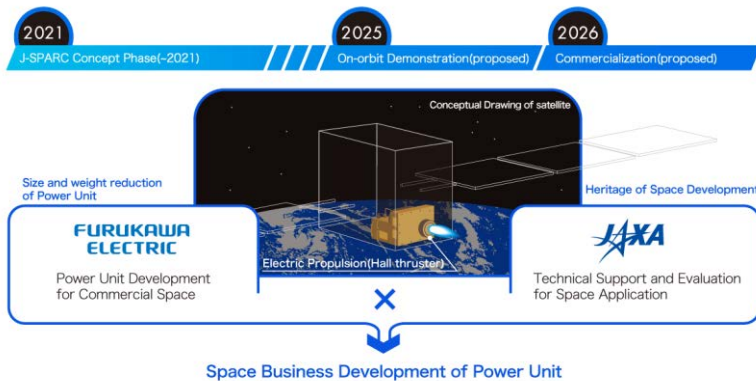 2021
2025
2026
J-SPARC Concept Phase(-2021)
On-orbit Demonstration(proposed)
Commercialization(proposed)
Conceptual Drawing of satellite
Size and weight reduction
of Power Unit
Heritage of Space Development
FURUKAWA
ELECTRIC
JAXA
Electric Propulsion(Hall thruster)
Power Unit Development
for Commercial Space
Technical Support and Evaluation
for Space Application
×
Space Business Development of Power Unit